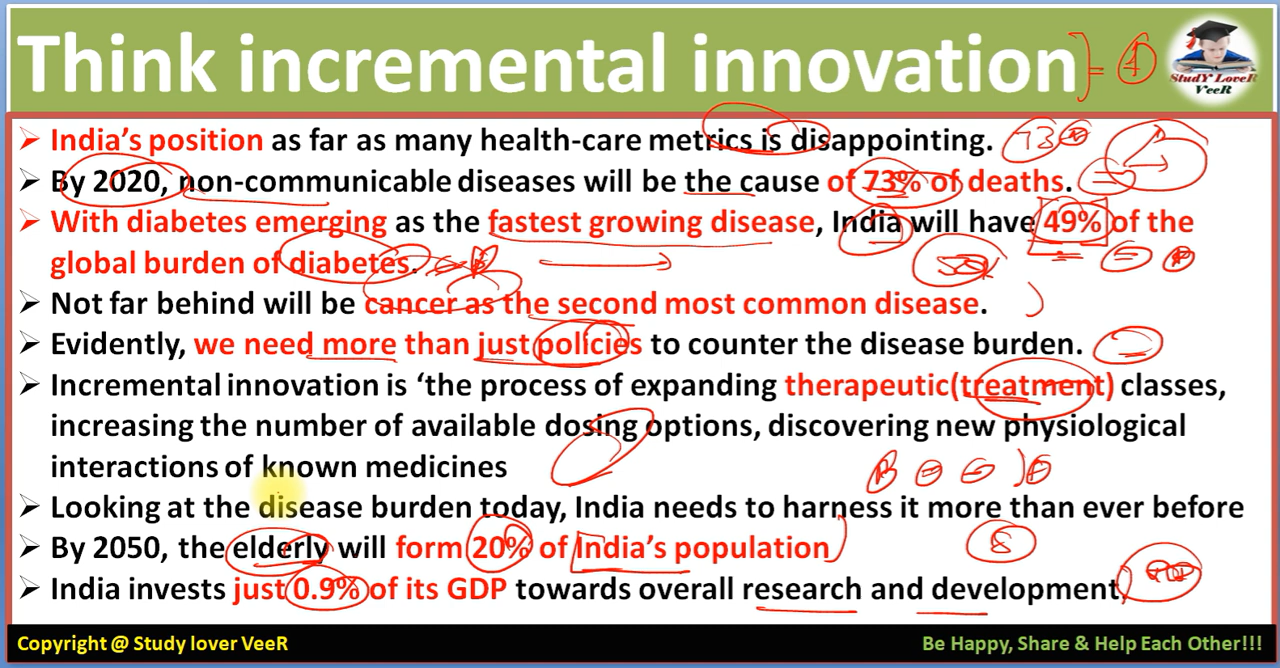 Think incremental innovation
StudY LoveR
VeeR
➢ India's position as far as many health-care metrics is disappointing.
73
➢ By 2020, non-communicable diseases will be the cause of 73% of deaths.
➢ With diabetes emerging as the fastest growing disease, India will have 49% of the
global burden of diabetes.
➢ Not far behind will be cancer as the second most common disease.
➢ Evidently, we need more than just policies to counter the disease burden.
➢ Incremental innovation is ‘the process of expanding therapeutic(treatment) classes,
increasing the number of available dosing options, discovering new physiological
interactions of known medicines
➢ Looking at the disease burden today, India needs to harness it more than ever before
➢ By 2050, the elderly will form 20% of India's population
➢ India invests just 0.9% of its GDP towards overall research and development,
Copyright @ Study lover VeeR
Be Happy, Share & Help Each Other!!!